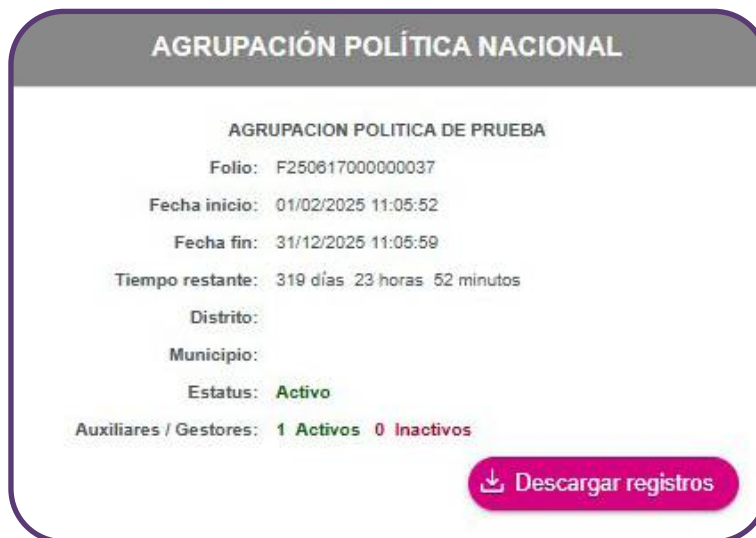 AGRUPACIÓN POLÍTICA NACIONAL
AGRUPACION POLITICA DE PRUEBA
Folio: F250617000000037
Fecha inicio: 01/02/2025 11:05:52
Fecha fin: 31/12/2025 11:05:59
Tiempo restante: 319 días 23 horas 52 minutos
Distrito:
Municipio:
Estatus: Activo
Auxiliares / Gestores: 1 Activos 0 Inactivos
Descargar registros